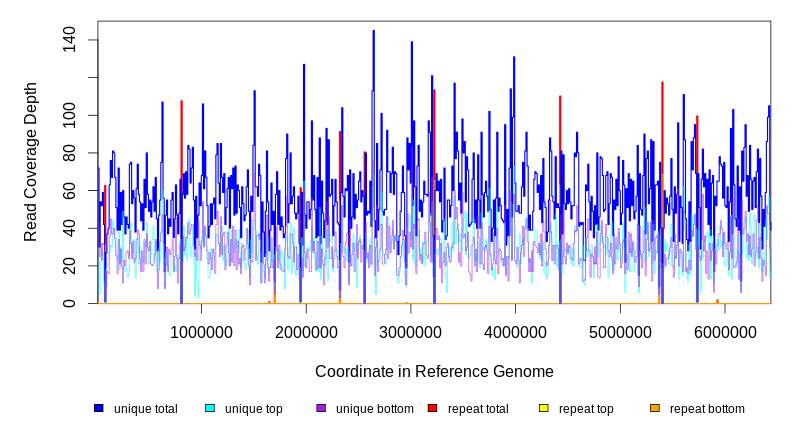 140
100
80
60
40
20
0
Read Coverage Depth
1000000 2000000 3000000 4000000 5000000 6000000
Coordinate in Reference Genome
unique total unique top unique bottom repeat total repeat top repeat bottom